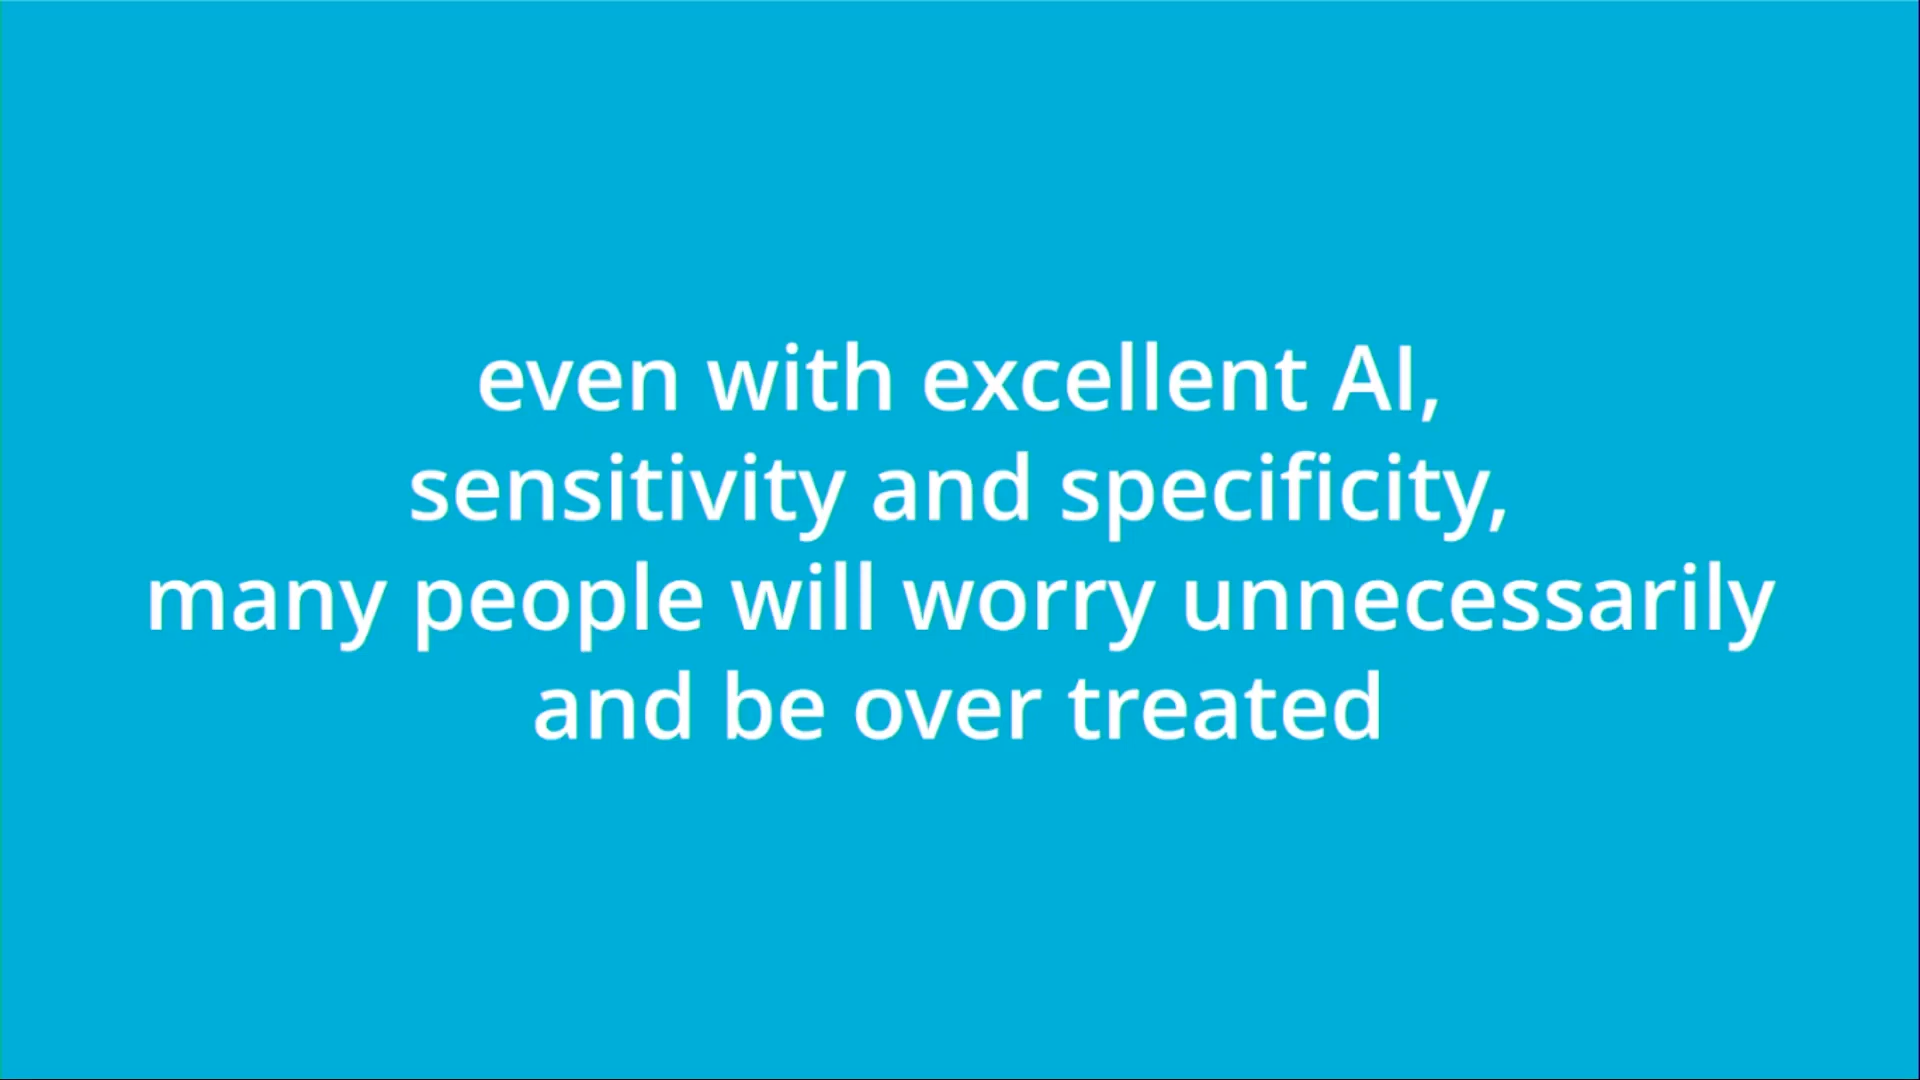 even with excellent AI,
sensitivity and specificity,
many people will worry unnecessarily
and be over treated